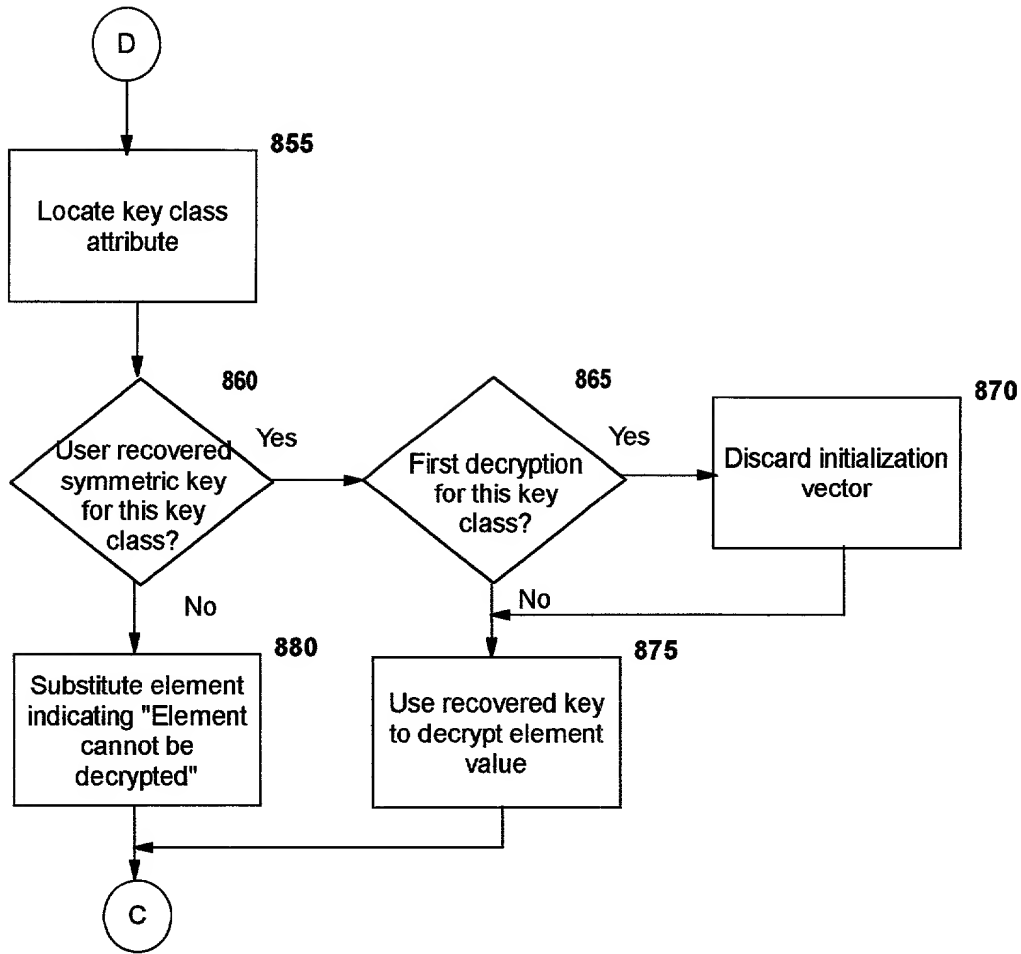 D
855
Locate key class
attribute
860
User recovered
symmetric key
for this key
class?
Yes
865
First decryption
for this key
class?
Yes
870
Discard initialization
vector
No
No
880
Substitute element
indicating "Element
cannot be
decrypted"
875
Use recovered key
to decrypt element
value
C